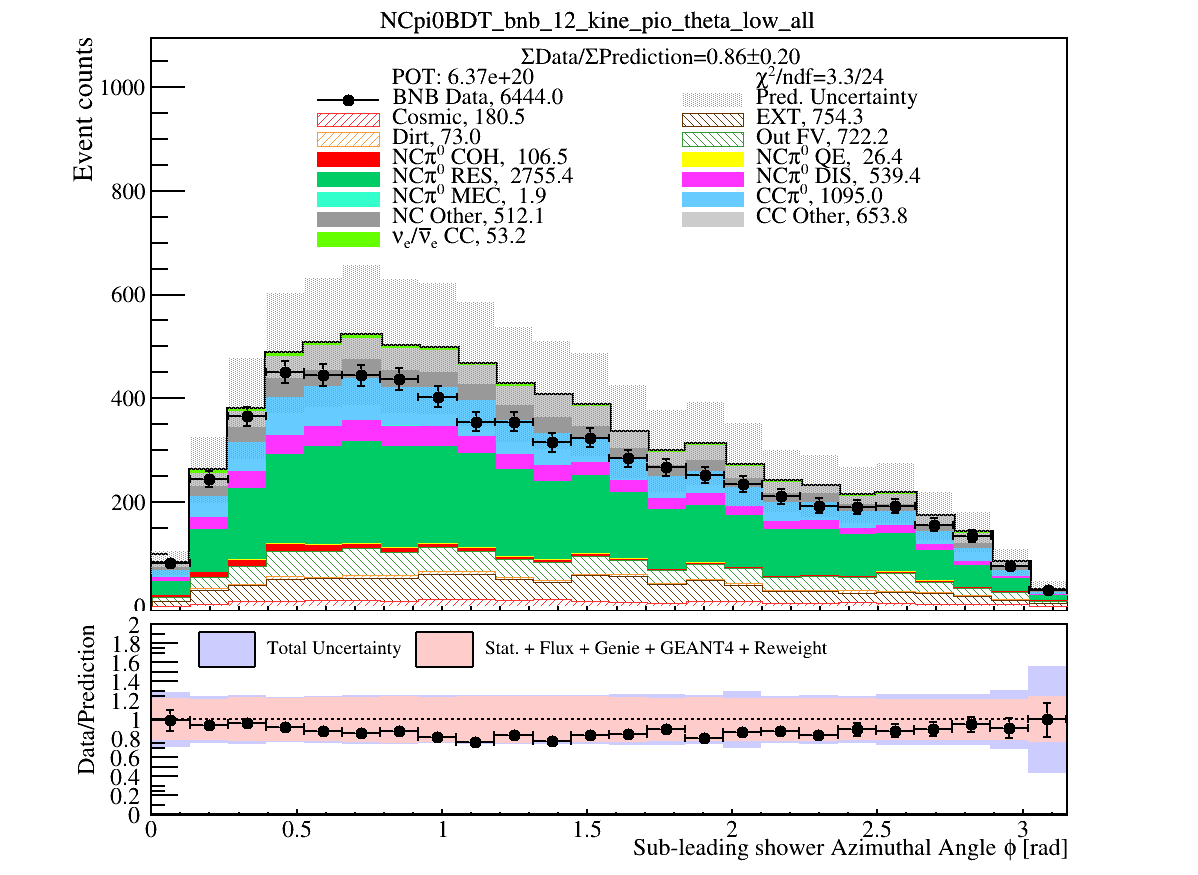 NCpi0BDT_bnb_12_kine_pio_theta_low_all
ΣData/ΣPrediction=0.86±0.20
POT: 6.37e+20
χ²/ndf=3.3/24
BNB Data, 6444.0
Pred. Uncertainty
Cosmic, 180.5
EXT, 754.3
Dirt, 73.0
Out FV, 722.2
NCπ⁰ COH, 106.5
NCπ⁰ QE, 26.4
NCπ⁰ RES, 2755.4
NCπ⁰ DIS, 539.4
NCπ⁰ MEC, 1.9
CCπ⁰, 1095.0
NC Other, 512.1
CC Other, 653.8
νₑ/ν̅ₑ CC, 53.2
Event counts
1000
800
600
400
200
0
Total Uncertainty
Stat. + Flux + Genie + GEANT4 + Reweight
Data/Prediction
2
1.8
1.6
1.4
1.2
1
0.8
0.6
0.4
0.2
0
0 0.5 1 1.5 2 2.5 3
Sub-leading shower Azimuthal Angle ϕ [rad]